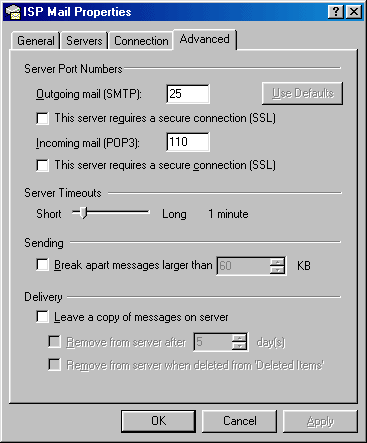 ISP Mail Properties
General Servers Connection Advanced
Server Port Numbers
Outgoing mail (SMTP): 25 Use Defaults
This server requires a secure connection (SSL)
Incoming mail (POP3): 110
This server requires a secure connection (SSL)
Server Timeouts
Short Long 1 minute
Sending
Break apart messages larger than 60 KB
Delivery
Leave a copy of messages on server
Remove from server after 5 day(s)
Remove from server when deleted from 'Deleted Items'
OK Cancel Apply